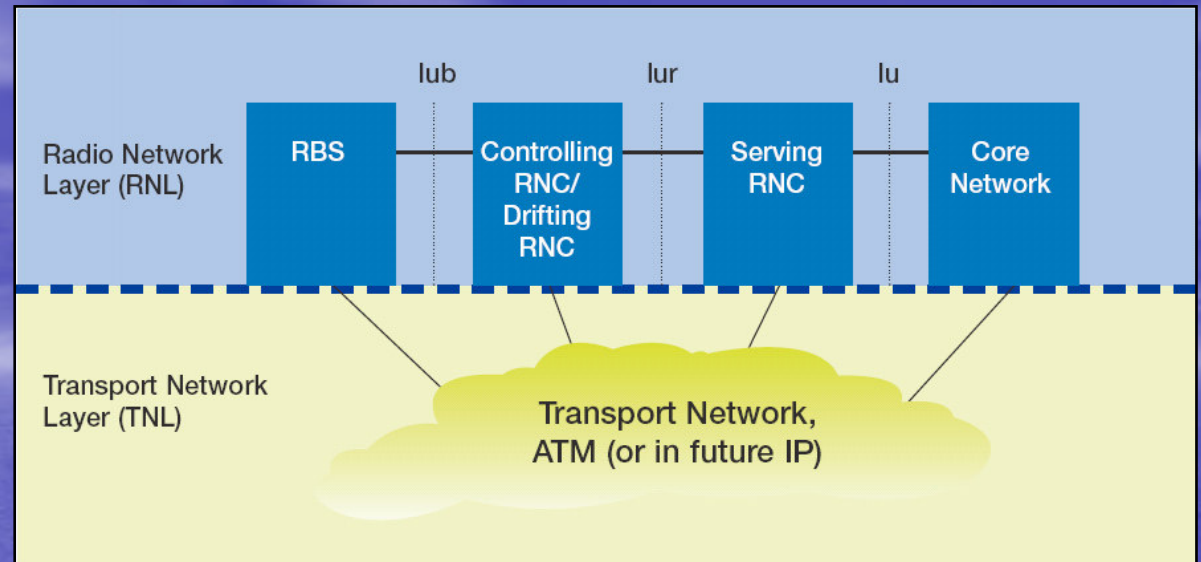 Iub
Iur
Iu
Radio Network
Layer (RNL)
RBS
Controlling
RNC/
Drifting
RNC
Serving
RNC
Core
Network
Transport Network
Layer (TNL)
Transport Network,
ATM (or in future IP)